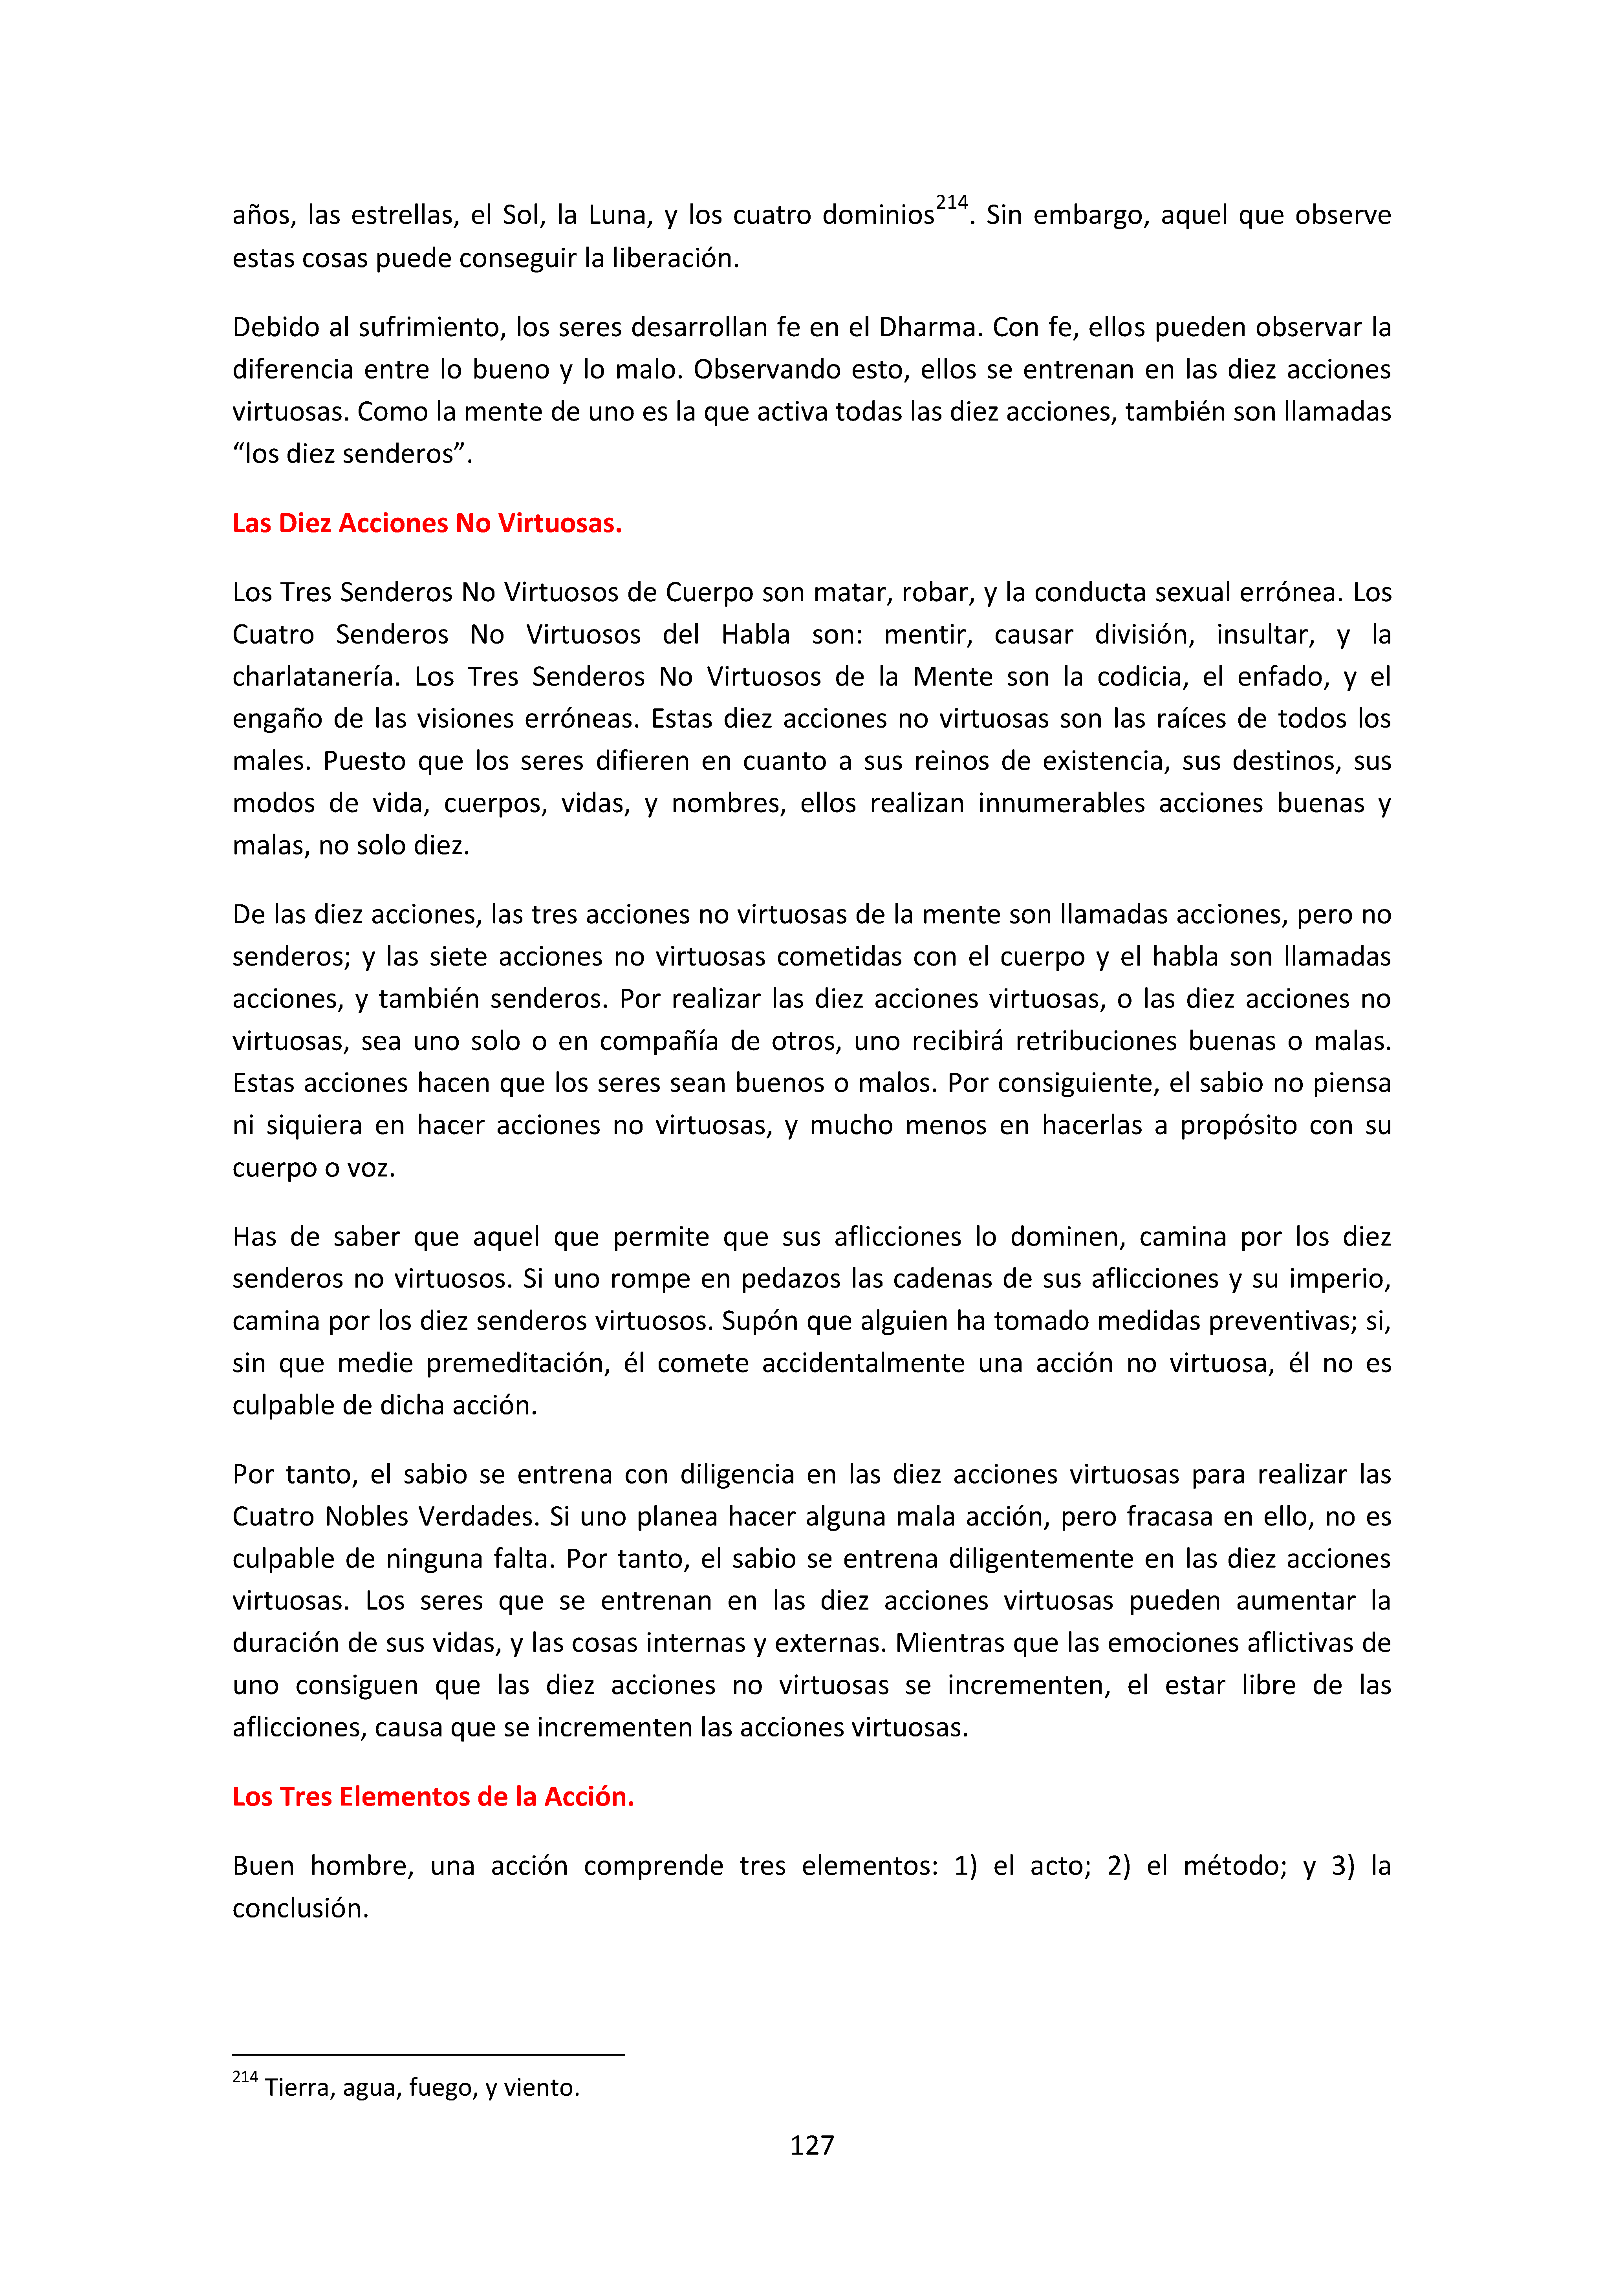 años, las estrellas, el Sol, la Luna, y los cuatro dominios214. Sin embargo, aquel que observe
estas cosas puede conseguir la liberación.
Debido al sufrimiento, los seres desarrollan fe en el Dharma. Con fe, ellos pueden observar la
diferencia entre lo bueno y lo malo. Observando esto, ellos se entrenan en las diez acciones
virtuosas. Como la mente de uno es la que activa todas las diez acciones, también son llamadas
“los diez senderos”.
Las Diez Acciones No Virtuosas.
Los Tres Senderos No Virtuosos de Cuerpo son matar, robar, y la conducta sexual errónea. Los
Cuatro Senderos No Virtuosos del Habla son: mentir, causar división, insultar, y la
charlatanería. Los Tres Senderos No Virtuosos de la Mente son la codicia, el enfado, y el
engaño de las visiones erróneas. Estas diez acciones no virtuosas son las raíces de todos los
males. Puesto que los seres difieren en cuanto a sus reinos de existencia, sus destinos, sus
modos de vida, cuerpos, vidas, y nombres, ellos realizan innumerables acciones buenas y
malas, no solo diez.
De las diez acciones, las tres acciones no virtuosas de la mente son llamadas acciones, pero no
senderos; y las siete acciones no virtuosas cometidas con el cuerpo y el habla son llamadas
acciones, y también senderos. Por realizar las diez acciones virtuosas, o las diez acciones no
virtuosas, sea uno solo o en compañía de otros, uno recibirá retribuciones buenas o malas.
Estas acciones hacen que los seres sean buenos o malos. Por consiguiente, el sabio no piensa
ni siquiera en hacer acciones no virtuosas, y mucho menos en hacerlas a propósito con su
cuerpo o voz.
Has de saber que aquel que permite que sus aflicciones lo dominen, camina por los diez
senderos no virtuosos. Si uno rompe en pedazos las cadenas de sus aflicciones y su imperio,
camina por los diez senderos virtuosos. Supón que alguien ha tomado medidas preventivas; si,
sin que medie premeditación, él comete accidentalmente una acción no virtuosa, él no es
culpable de dicha acción.
Por tanto, el sabio se entrena con diligencia en las diez acciones virtuosas para realizar las
Cuatro Nobles Verdades. Si uno planea hacer alguna mala acción, pero fracasa en ello, no es
culpable de ninguna falta. Por tanto, el sabio se entrena diligentemente en las diez acciones
virtuosas. Los seres que se entrenan en las diez acciones virtuosas pueden aumentar la
duración de sus vidas, y las cosas internas y externas. Mientras que las emociones aflictivas de
uno consiguen que las diez acciones no virtuosas se incrementen, el estar libre de las
aflicciones, causa que se incrementen las acciones virtuosas.
Los Tres Elementos de la Acción.
Buen hombre, una acción comprende tres elementos: 1) el acto; 2) el método; y 3) la
conclusión.
214 Tierra, agua, fuego, y viento.
127